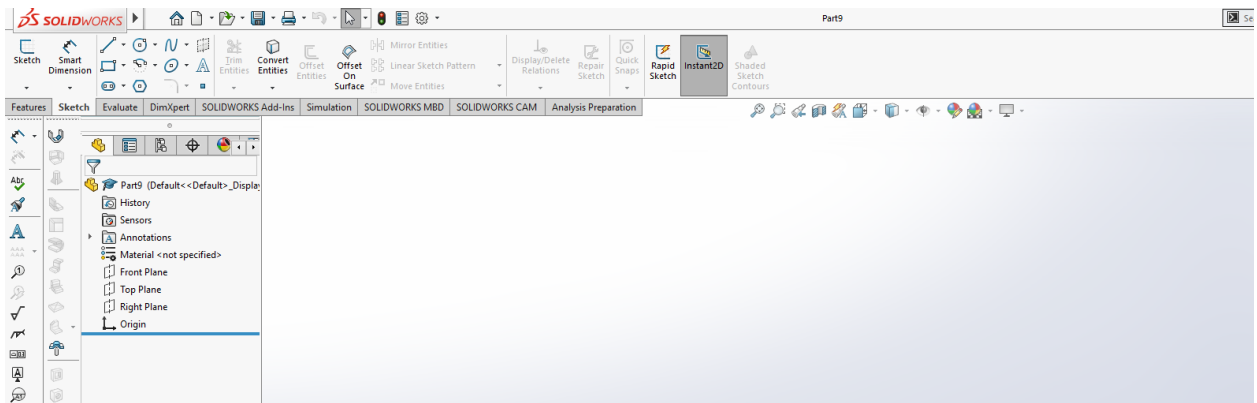 SOLIDWORKS
Part9
Se
Sketch
Smart
Dimension
Trim
Entities
Convert
Entities
Offset
Entities
Offset
On
Surface
Mirror Entities
Linear Sketch Pattern
Move Entities
Display/Delete
Relations
Repair
Sketch
Quick
Snaps
Rapid
Sketch
Instant2D
Shaded
Sketch
Contours
Features Sketch Evaluate DimXpert SOLIDWORKS Add-Ins Simulation SOLIDWORKS MBD SOLIDWORKS CAM Analysis Preparation
Part9 (Default<<Default>_Display
History
Sensors
Annotations
Material <not specified>
Front Plane
Top Plane
Right Plane
Origin